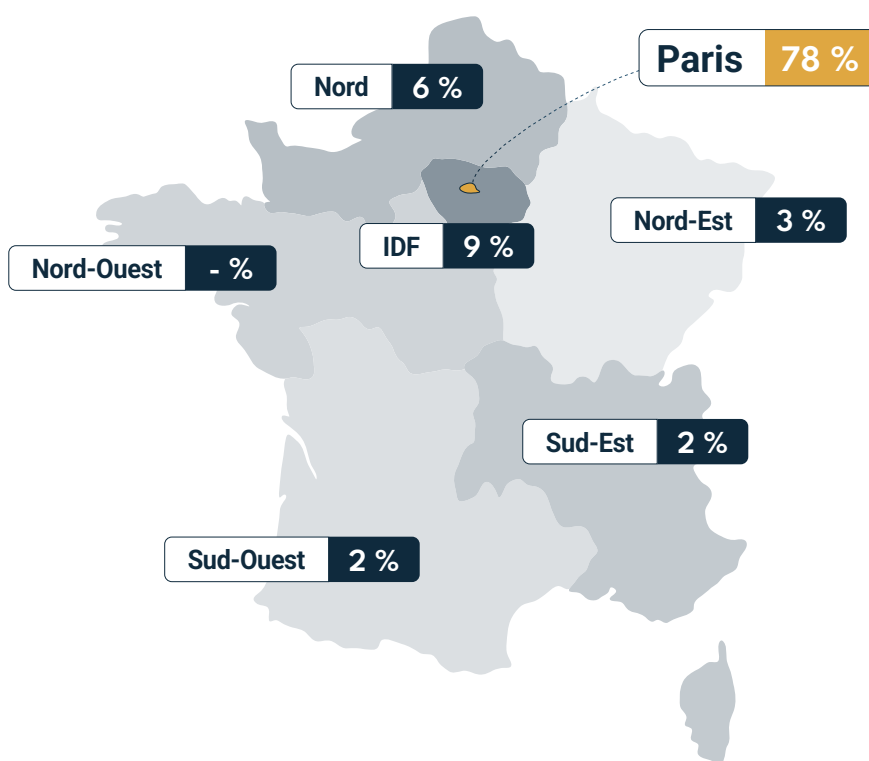 Paris 78 %
Nord 6 %
Nord-Est 3 %
IDF 9 %
Nord-Ouest - %
Sud-Est 2 %
Sud-Ouest 2 %